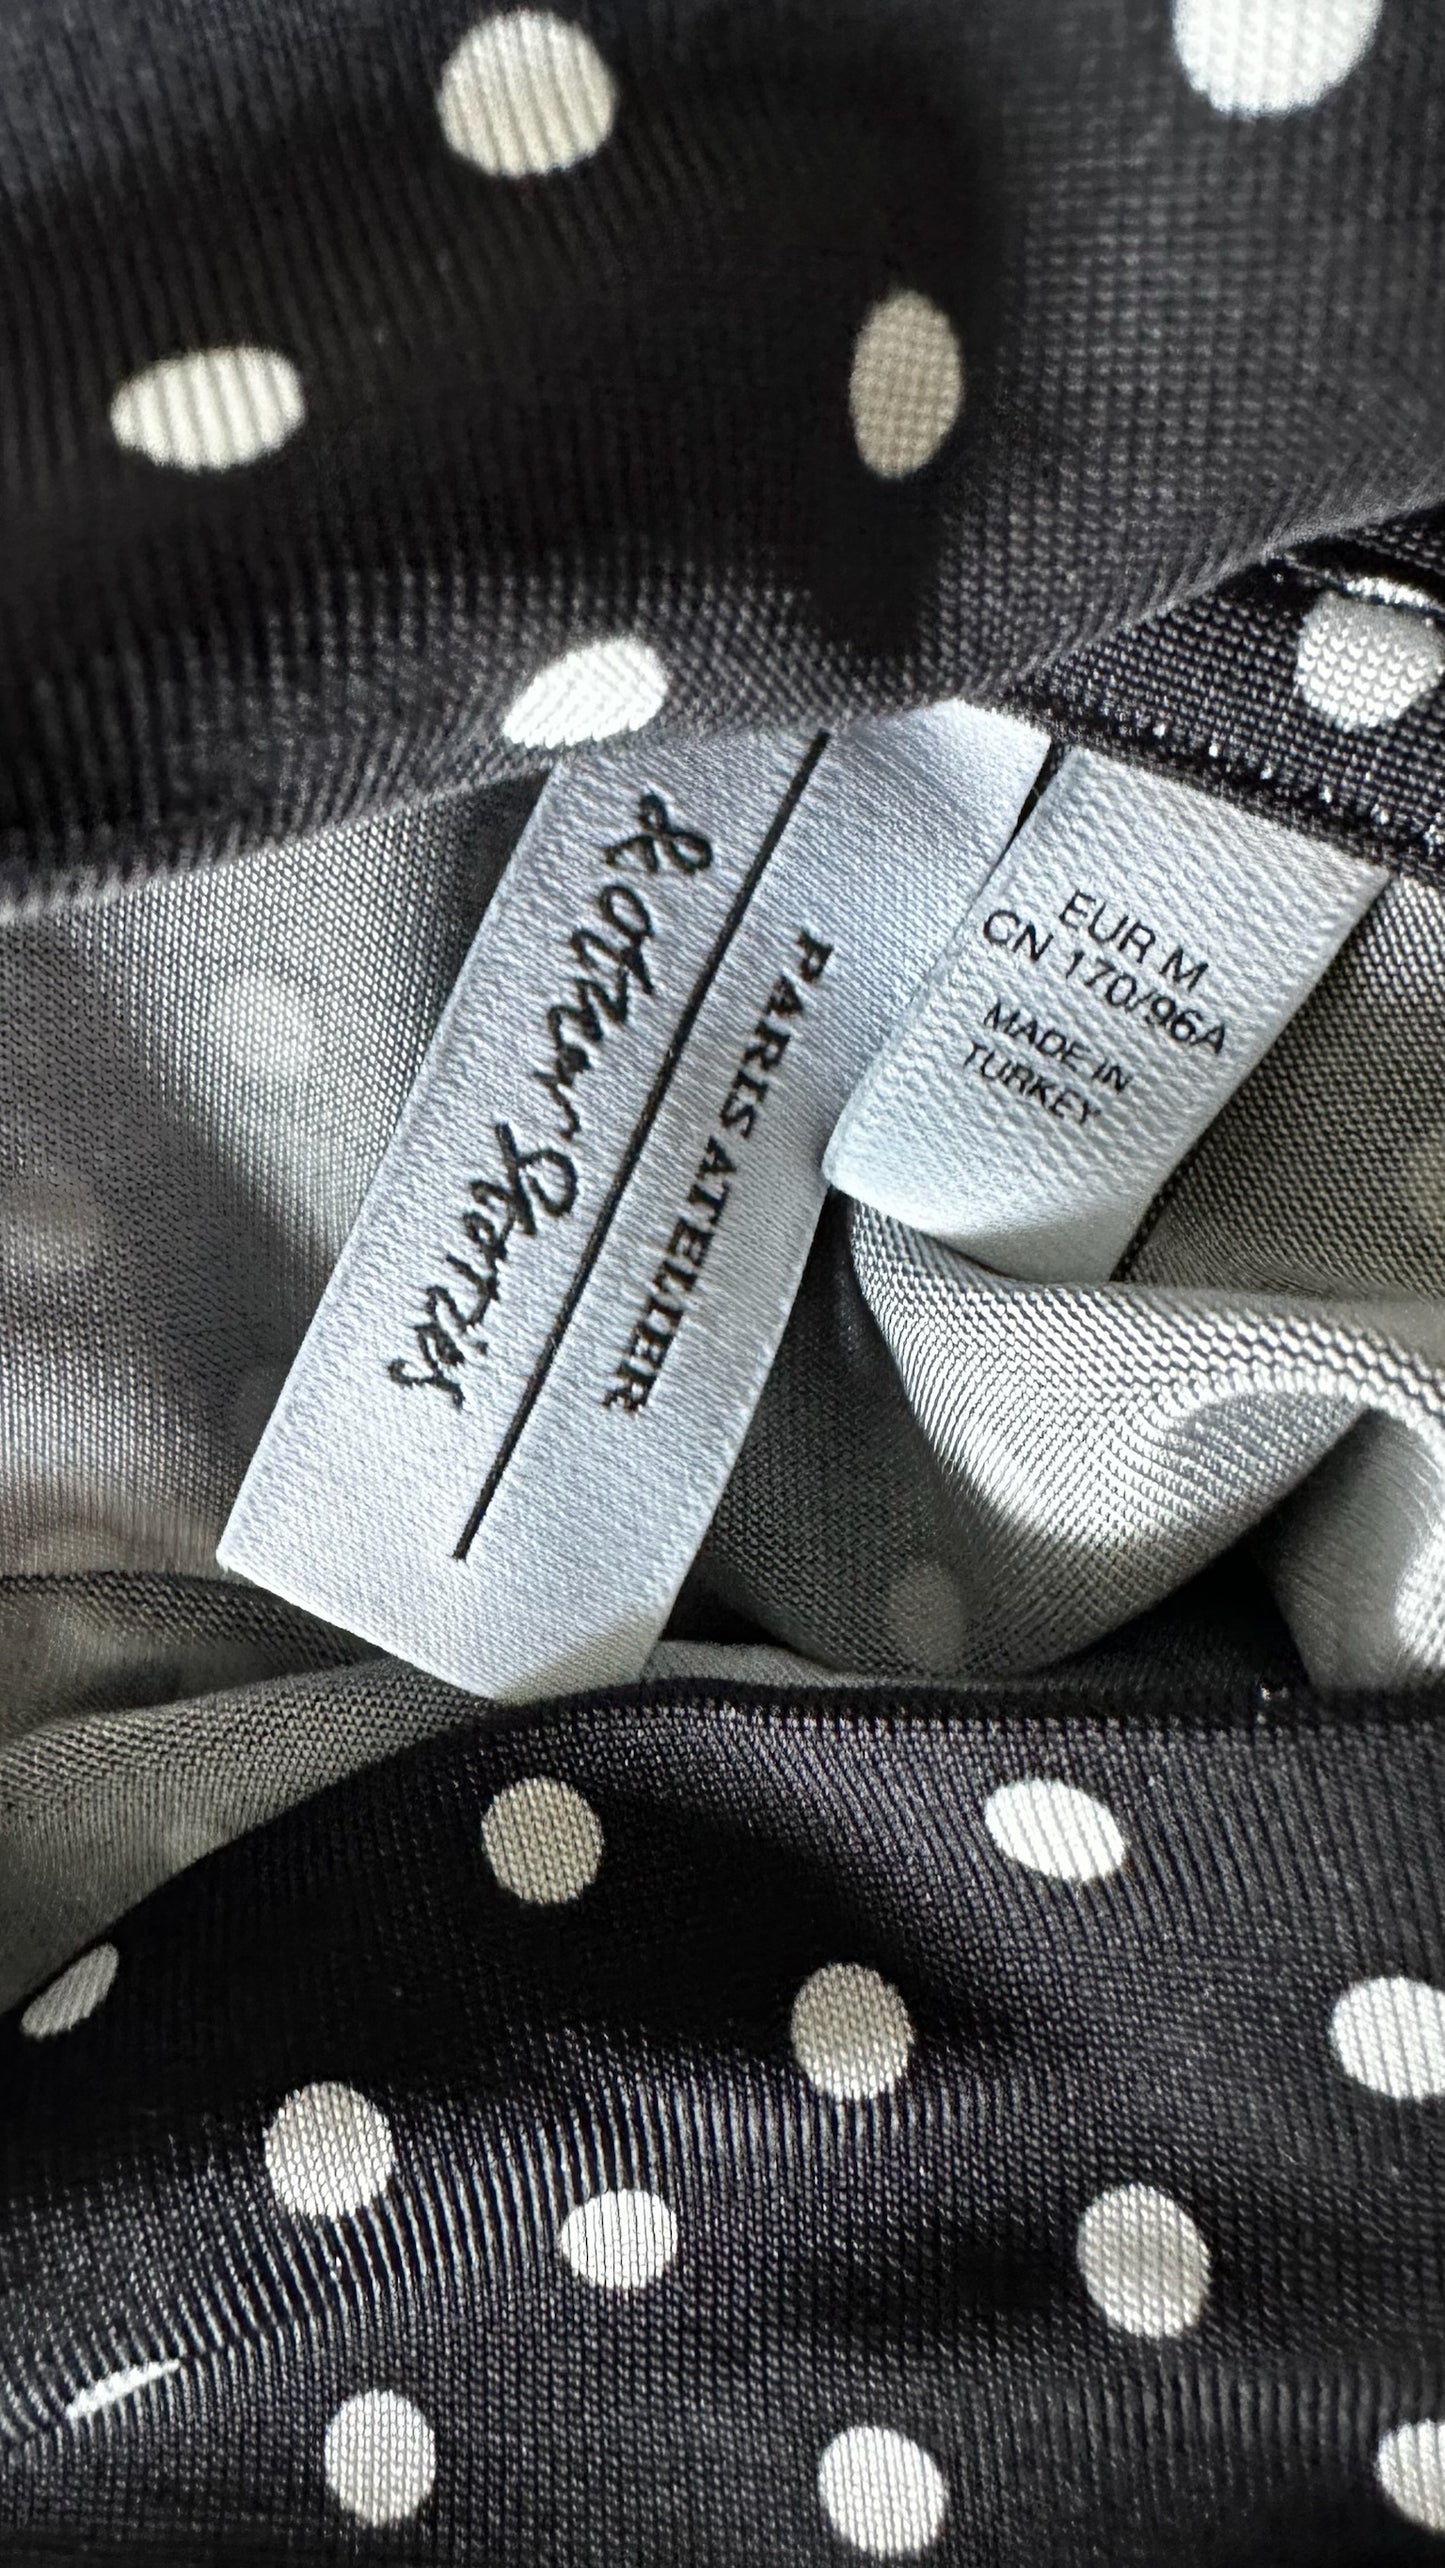 & Other Stories
PARIS ATELIER
EUR M
CN 170/96A
MADE IN
TURKEY